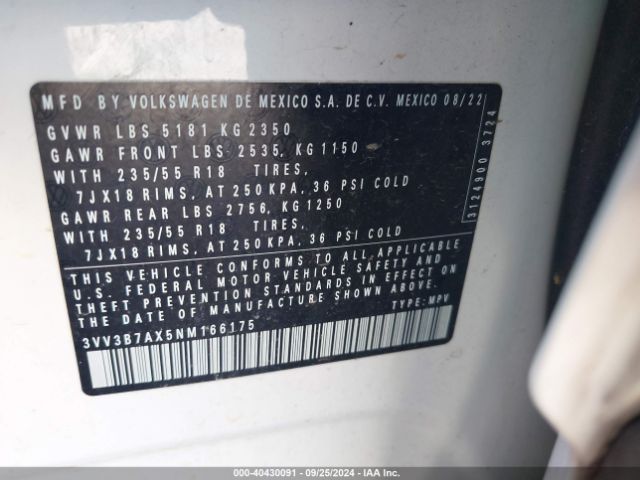 MFD BY VOLKSWAGEN DE MEXICO S.A. DE C.V. MEXICO 08/22
GVWR LBS 5181 KG 2350
GAWR FRONT LBS 2535, KG 1150
WITH 235/55 R18 TIRES,
7JX18 RIMS, AT 250 KPA, 36 PSI COLD
GAWR REAR LBS 2756, KG 1250
WITH 235/55 R18 TIRES,
7JX18 RIMS, AT 250 KPA, 36 PSI COLD
THIS VEHICLE CONFORMS TO ALL APPLICABLE
U.S. FEDERAL MOTOR VEHICLE SAFETY AND
THEFT PREVENTION STANDARDS IN EFFECT ON
THE DATE OF MANUFACTURE SHOWN ABOVE.
3VV3B7AX5NM166175 TYPE: MPV
3124900 3724
000-40430091 - 09/25/2024 - IAA Inc.